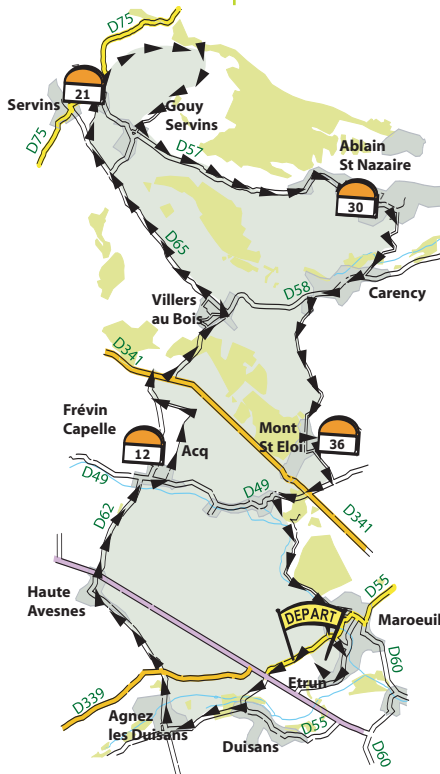 D75
21
Servins
Gouy
Servins
D75
D57
Ablain
St Nazaire
30
D65
D58
Carency
Villers
au Bois
D341
Frévin
Capelle
Mont
St Eloi
36
12
Acq
D49
D49
D62
D341
Haute
Avesnes
DEPART
D55
Maroeuil
D60
Etrun
D339
Agnez
les Duisans
D55
Duisans
D60